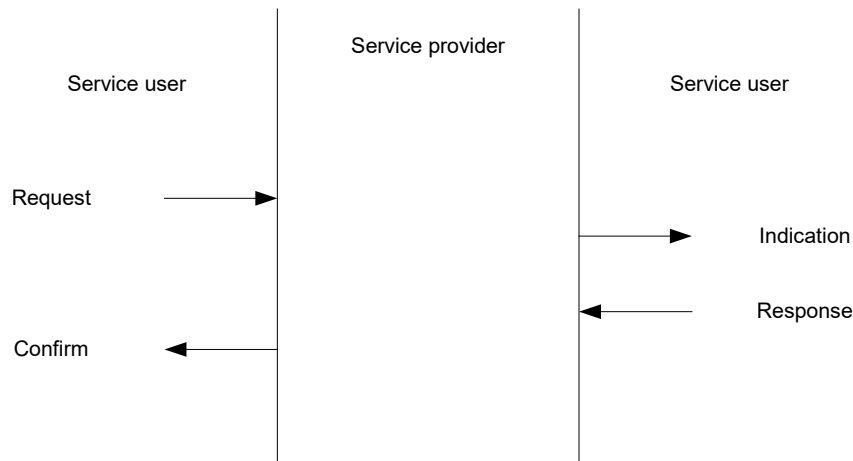 Service provider
Service user
Service user
Request
Indication
Response
Confirm